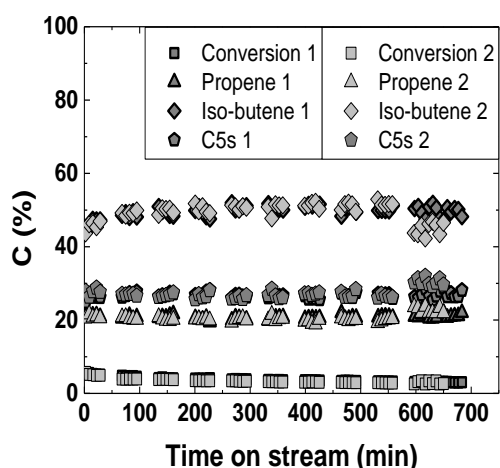 100
80
60
40
20
0
C (%)
Conversion 1
Propene 1
Iso-butene 1
C5s 1
Conversion 2
Propene 2
Iso-butene 2
C5s 2
0 100 200 300 400 500 600 700
Time on stream (min)